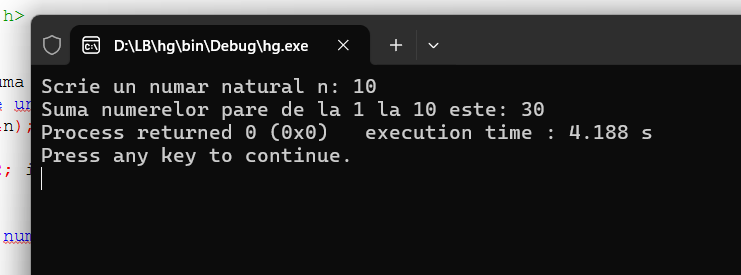 h>
D:\LB\hg\bin\Debug\hg.exe
Scrie un numar natural n: 10
uma
Suma numerelor pare de la 1 la 10 este: 30
n);
Process returned 0 (0x0)   execution time : 4.188 s
Press any key to continue.
num